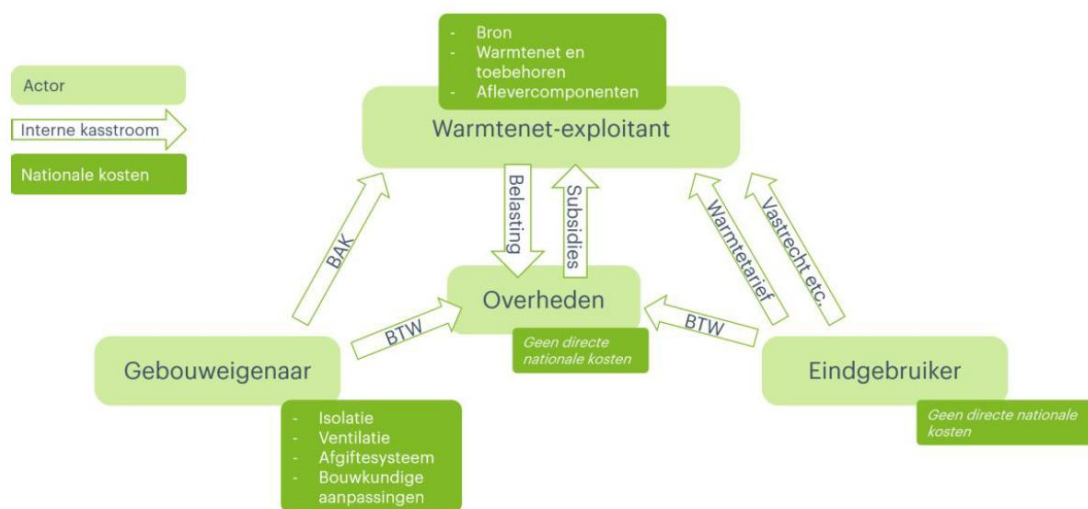 Actor
Interne kasstroom
Nationale kosten
- Bron
- Warmtenet en
toebehoren
- Aflevercomponenten
Warmtenet-exploitant
BAK
Belasting
Subsidies
Warmtetarief
Vastrecht etc.
Overheden
Geen directe
nationale kosten
BTW
BTW
Gebouweigenaar
- Isolatie
- Ventilatie
- Afgiftesysteem
- Bouwkundige
aanpassingen
Eindgebruiker
Geen directe nationale
kosten